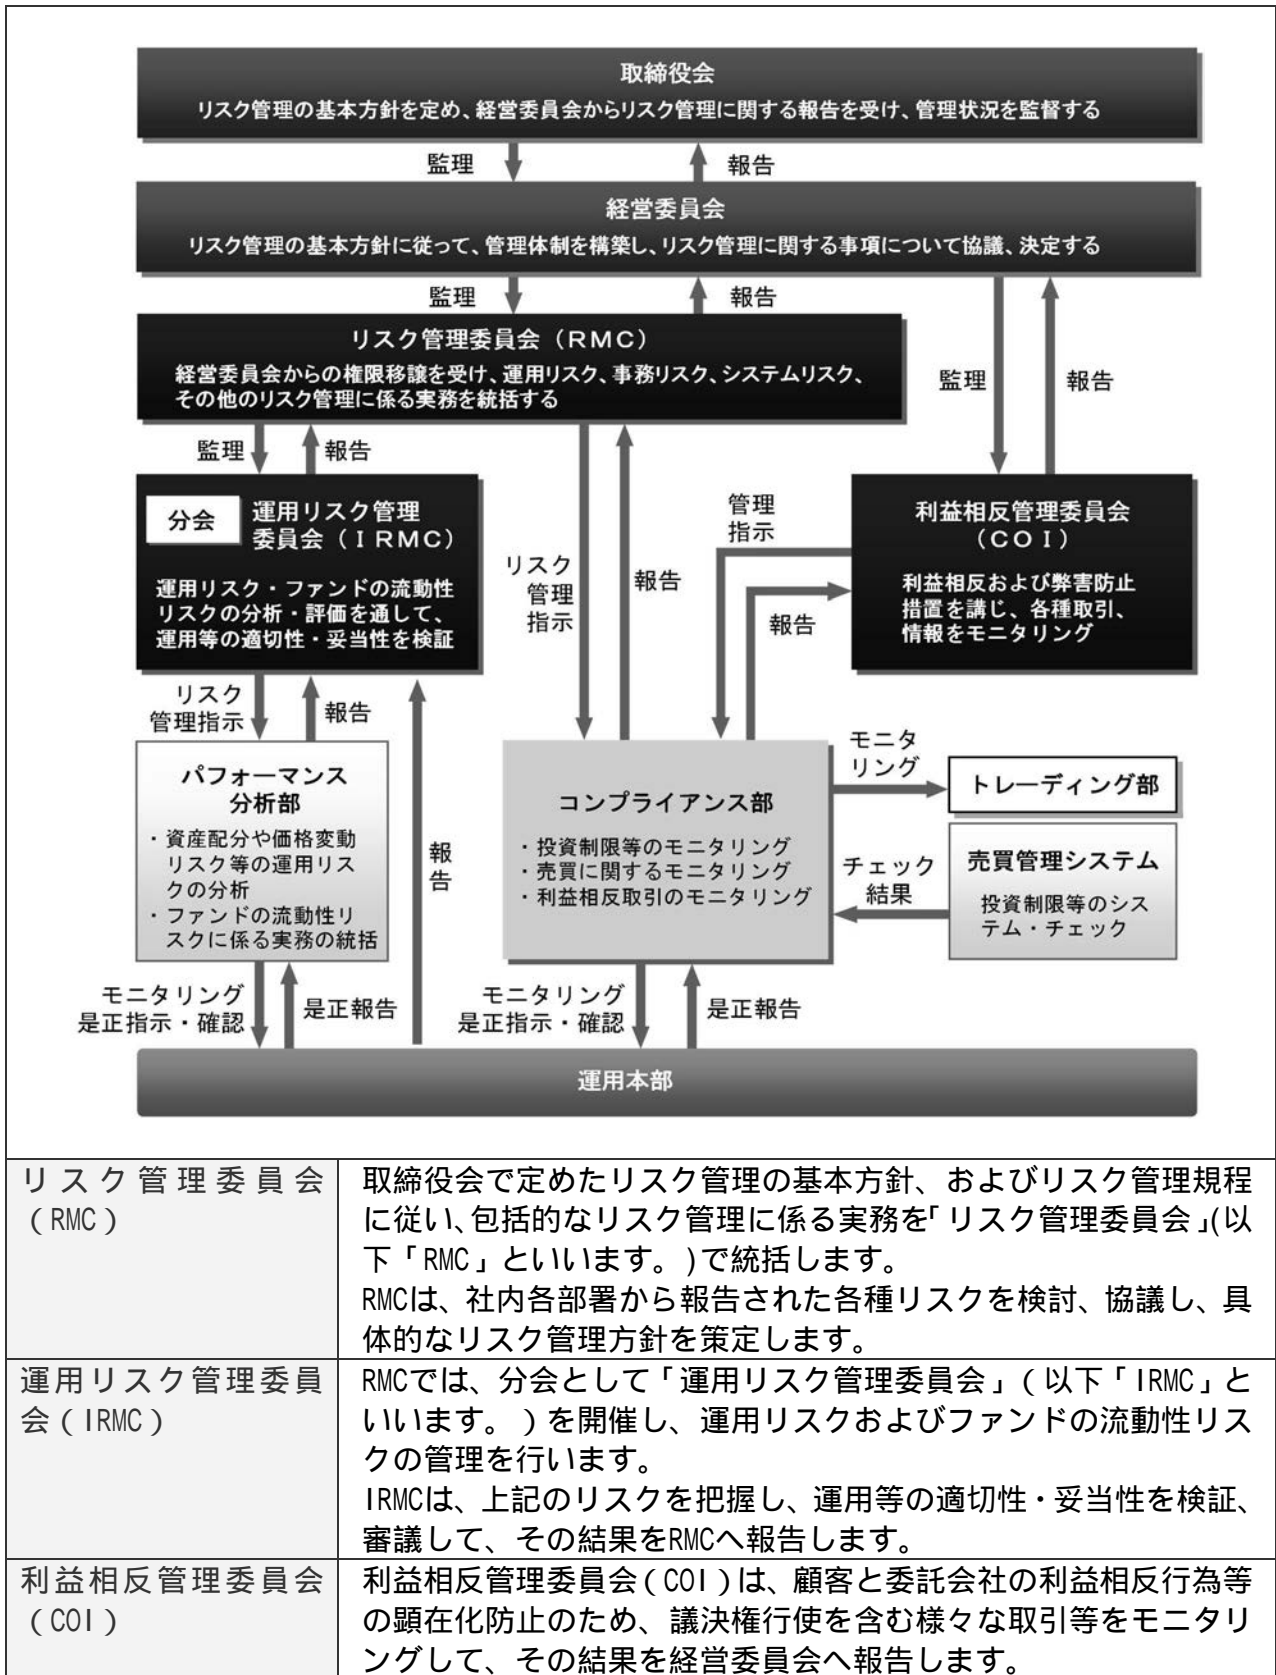 取締役会
リスク管理の基本方針を定め、経営委員会からリスク管理に関する報告を受け、管理状況を監督する
監理
報告
経営委員会
リスク管理の基本方針に従って、管理体制を構築し、リスク管理に関する事項について協議、決定する
監理
報告
リスク管理委員会（RMC）
経営委員会からの権限移譲を受け、運用リスク、事務リスク、システムリスク、
その他のリスク管理に係る実務を統括する
監理
報告
監理
報告
分会
運用リスク管理
委員会（IRMC）
運用リスク・ファンドの流動性
リスクの分析・評価を通して、
運用等の適切性・妥当性を検証
リスク
管理
指示
報告
管理
指示
報告
利益相反管理委員会
（COI）
利益相反および弊害防止
措置を講じ、各種取引、
情報をモニタリング
リスク
管理指示
報告
報
告
パフォーマンス
分析部
・資産配分や価格変動
リスク等の運用リス
クの分析
・ファンドの流動性リ
スクに係る実務の統括
コンプライアンス部
・投資制限等のモニタリング
・売買に関するモニタリング
・利益相反取引のモニタリング
モニタ
リング
トレーディング部
チェック
結果
売買管理システム
投資制限等のシス
テム・チェック
モニタリング
是正指示・確認
是正報告
モニタリング
是正指示・確認
是正報告
運用本部
リスク管理委員会
（RMC）
取締役会で定めたリスク管理の基本方針、およびリスク管理規程
に従い、包括的なリスク管理に係る実務を「リスク管理委員会」(以
下「RMC」といいます。)で統括します。
RMCは、社内各部署から報告された各種リスクを検討、協議し、具
体的なリスク管理方針を策定します。
運用リスク管理委員
会（IRMC）
RMCでは、分会として「運用リスク管理委員会」（以下「IRMC」と
いいます。）を開催し、運用リスクおよびファンドの流動性リス
クの管理を行います。
IRMCは、上記のリスクを把握し、運用等の適切性・妥当性を検証、
審議して、その結果をRMCへ報告します。
利益相反管理委員会
（COI）
利益相反管理委員会（COI）は、顧客と委託会社の利益相反行為等
の顕在化防止のため、議決権行使を含む様々な取引等をモニタリ
ングして、その結果を経営委員会へ報告します。